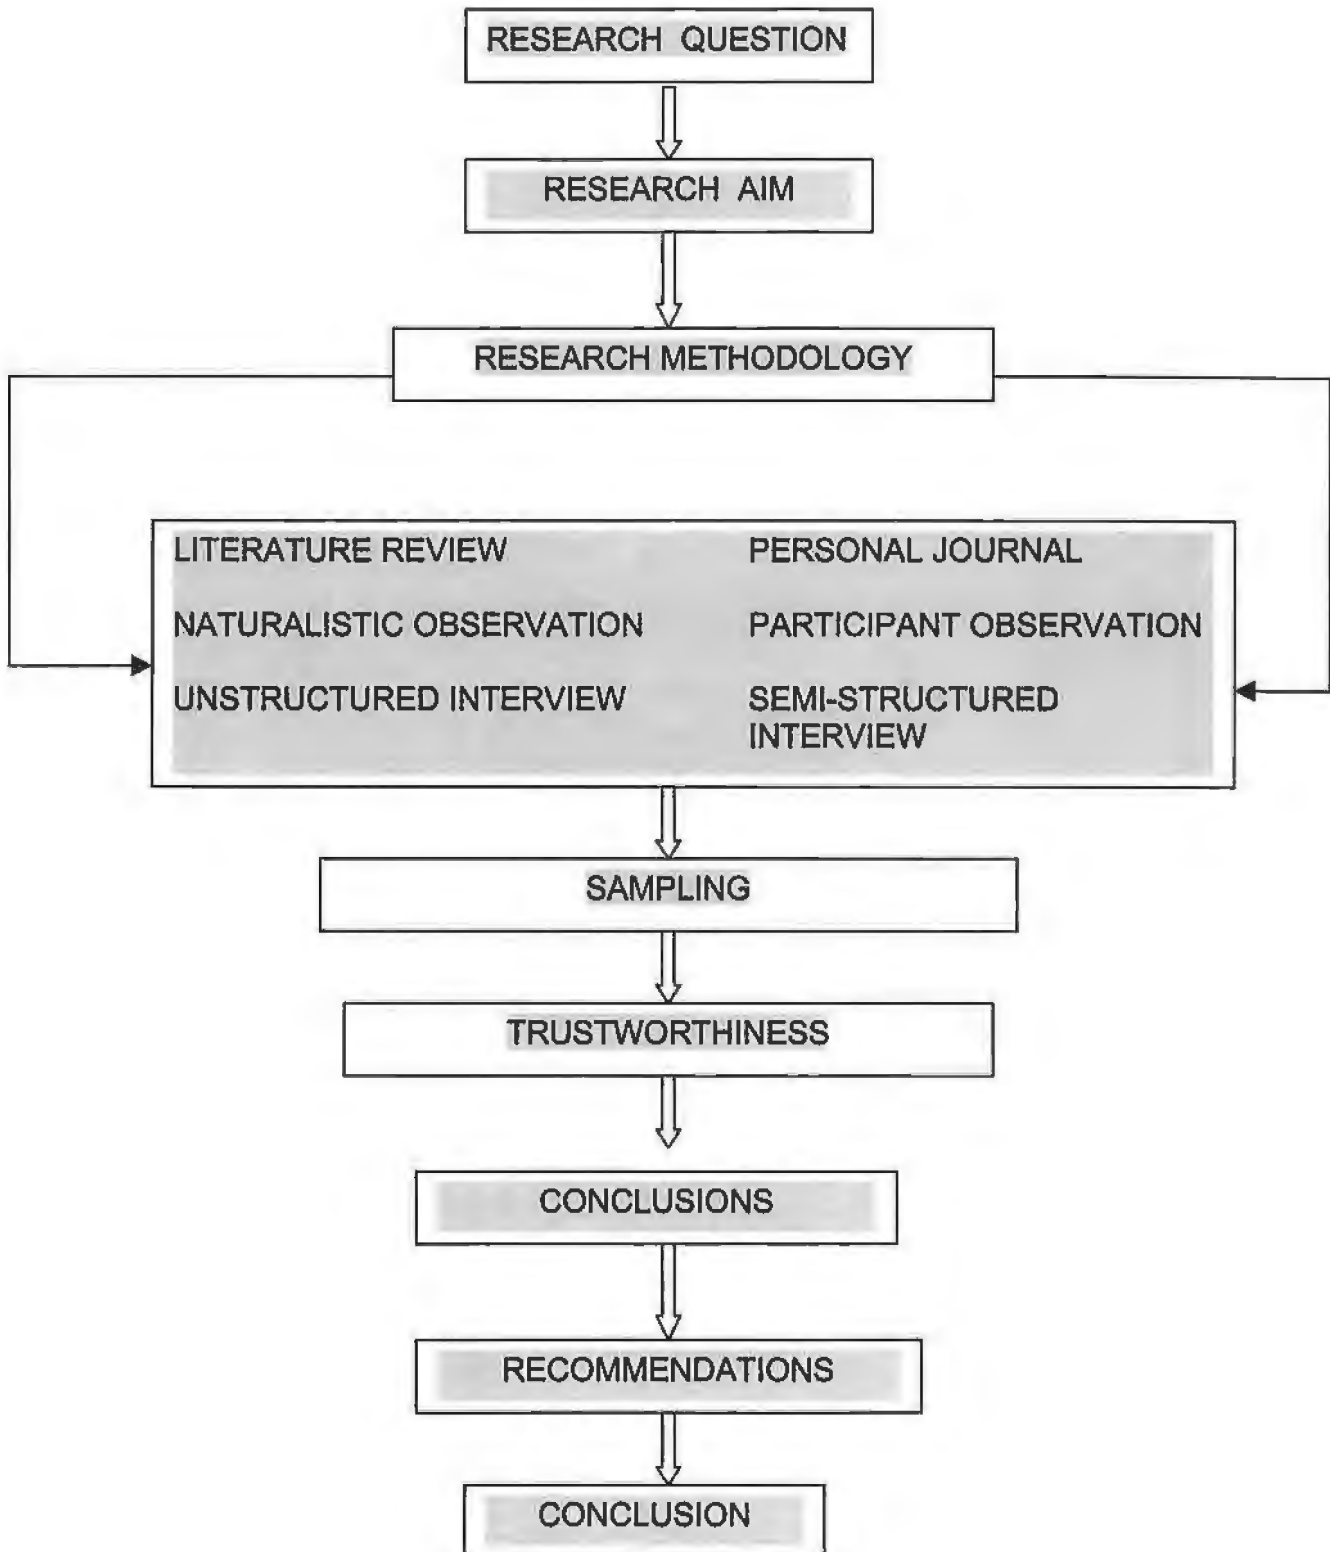 RESEARCH QUESTION
RESEARCH AIM
RESEARCH METHODOLOGY
LITERATURE REVIEW
PERSONAL JOURNAL
NATURALISTIC OBSERVATION
PARTICIPANT OBSERVATION
UNSTRUCTURED INTERVIEW
SEMI-STRUCTURED
INTERVIEW
SAMPLING
TRUSTWORTHINESS
CONCLUSIONS
RECOMMENDATIONS
CONCLUSION